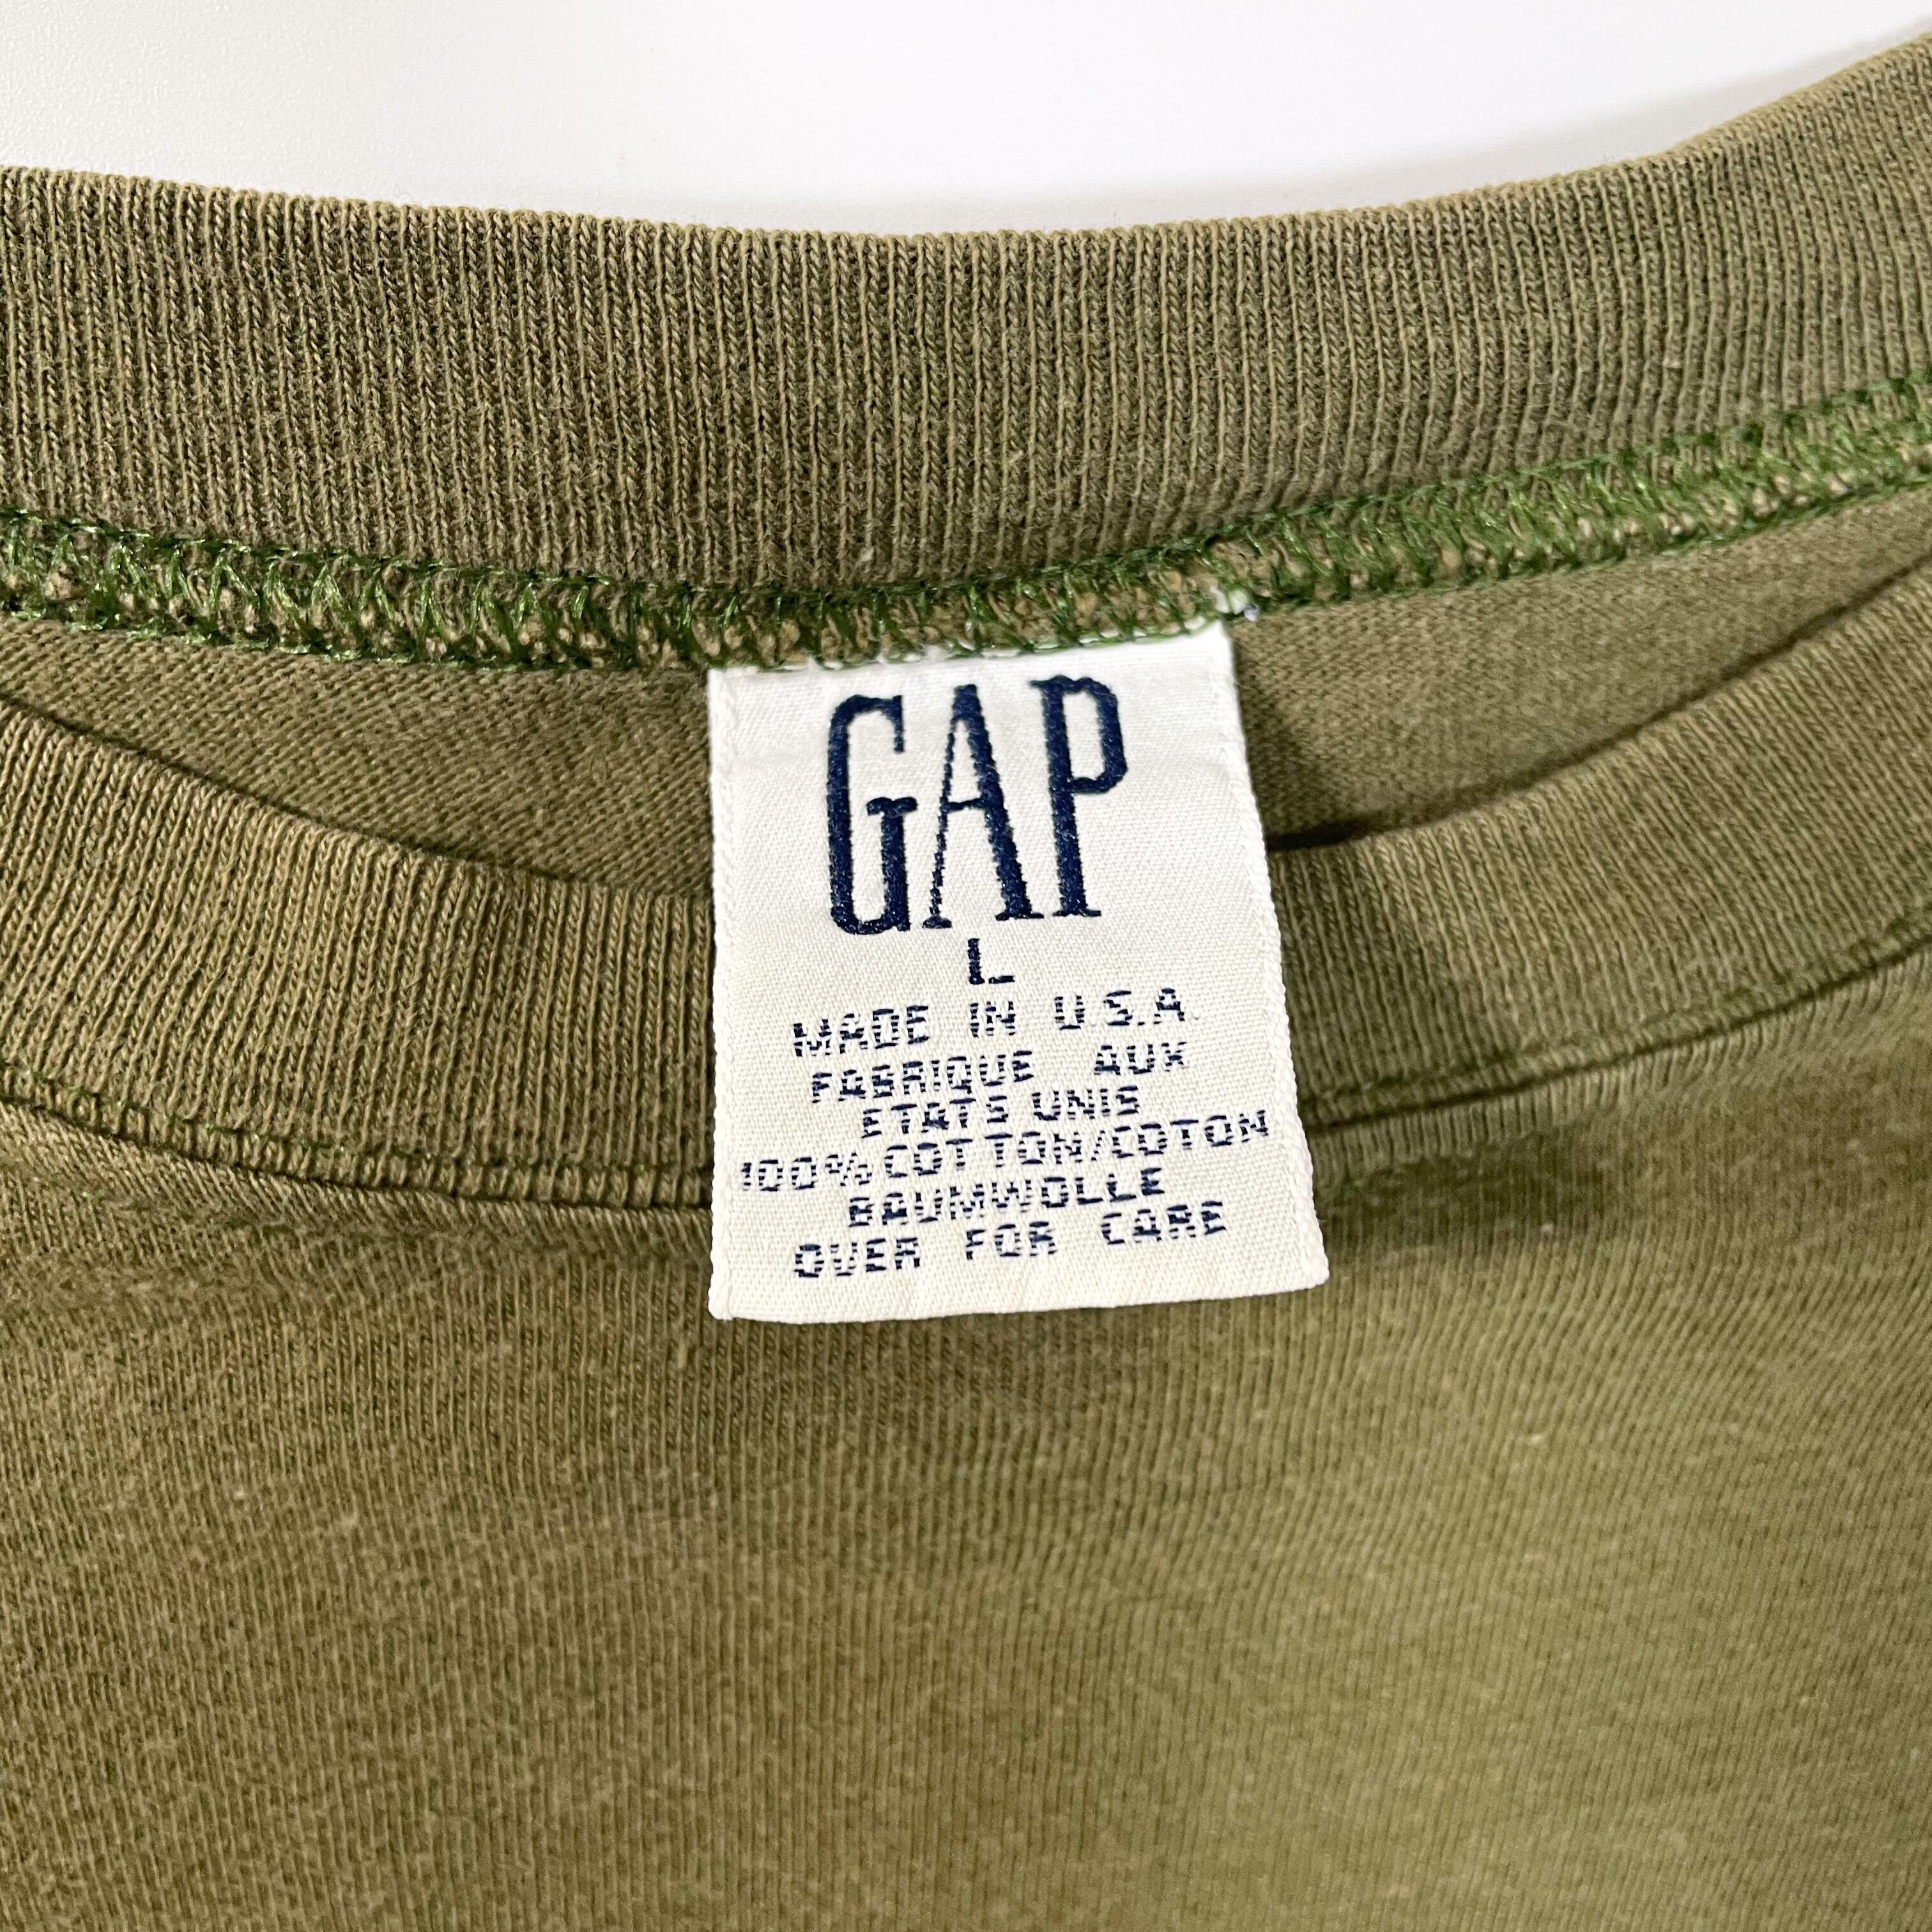 GAP
L
MADE IN U.S.A.
FABRIQUE AUX
ETATS UNIS
100% COTTON/COTON
BAUMWOLLE
OVER FOR CARE